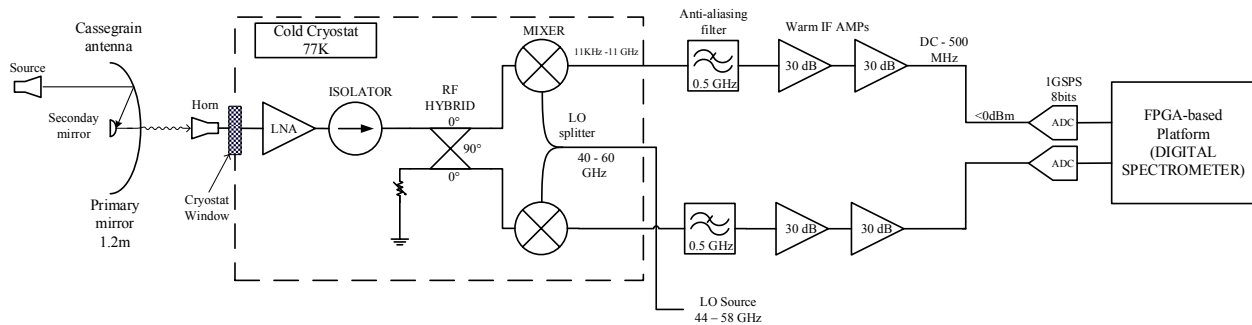 Cassegrain
antenna
Source
Seconday
mirror
Primary
mirror
1.2m
Horn
Cryostat
Window
Cold Cryostat
77K
LNA
ISOLATOR
RF
HYBRID
0°
90°
0°
MIXER
11KHz -11 GHz
LO
splitter
40 - 60
GHz
LO Source
44 – 58 GHz
Anti-aliasing
filter
0.5 GHz
0.5 GHz
Warm IF AMPs
30 dB
30 dB
30 dB
30 dB
DC - 500
MHz
<0dBm
1GSPS
8bits
ADC
ADC
FPGA-based
Platform
(DIGITAL
SPECTROMETER)